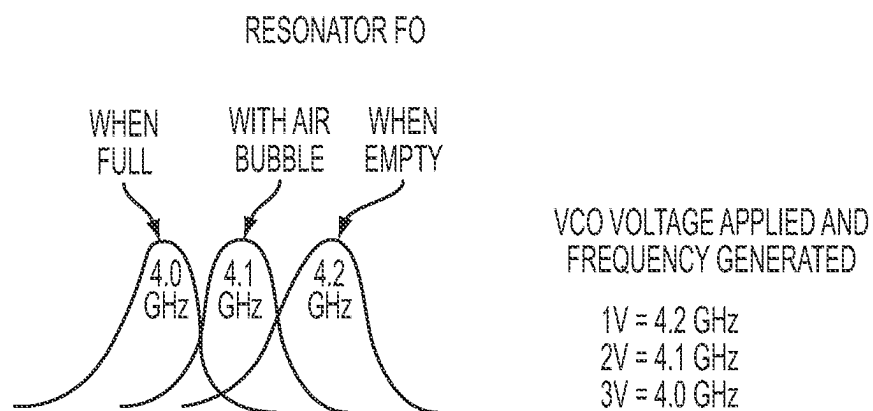 RESONATOR FO
WHEN
FULL
WITH AIR
BUBBLE
WHEN
EMPTY
4.0
GHz
4.1
GHz
4.2
GHz
VCO VOLTAGE APPLIED AND
FREQUENCY GENERATED
1V = 4.2 GHz
2V = 4.1 GHz
3V = 4.0 GHz